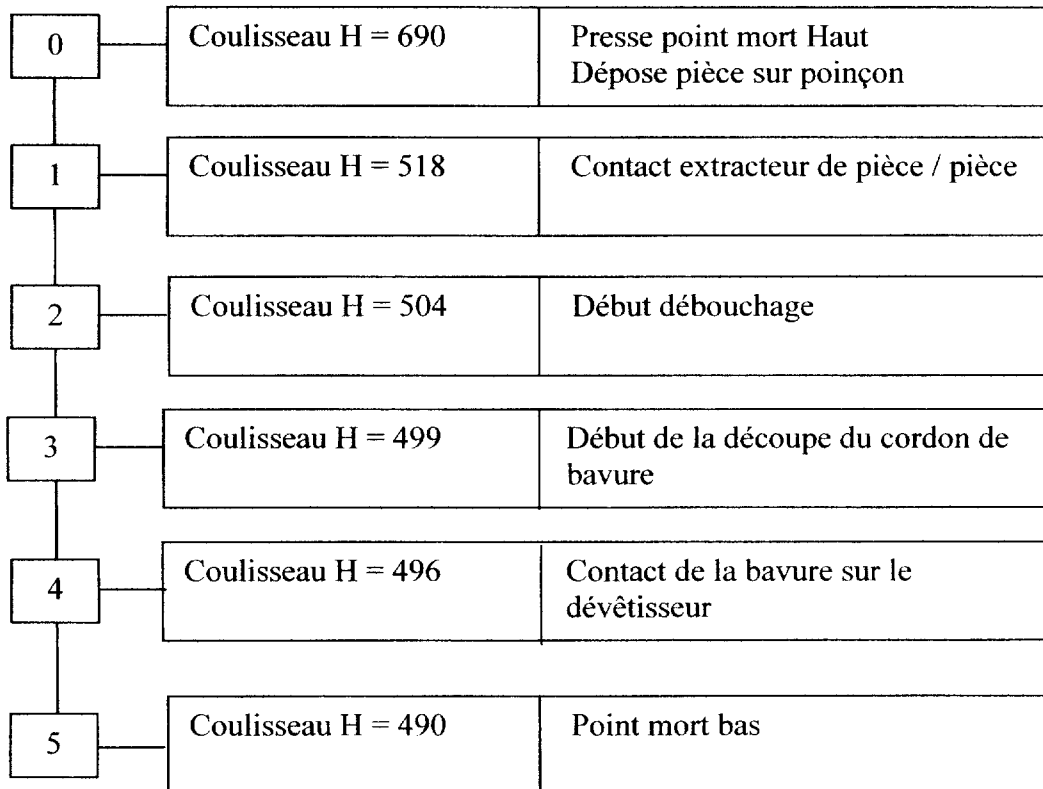 0
Coulisseau H = 690
Presse point mort Haut
Dépose pièce sur poinçon
1
Coulisseau H = 518
Contact extracteur de pièce / pièce
2
Coulisseau H = 504
Début débouchage
3
Coulisseau H = 499
Début de la découpe du cordon de
bavure
4
Coulisseau H = 496
Contact de la bavure sur le
dévêtisseur
5
Coulisseau H = 490
Point mort bas